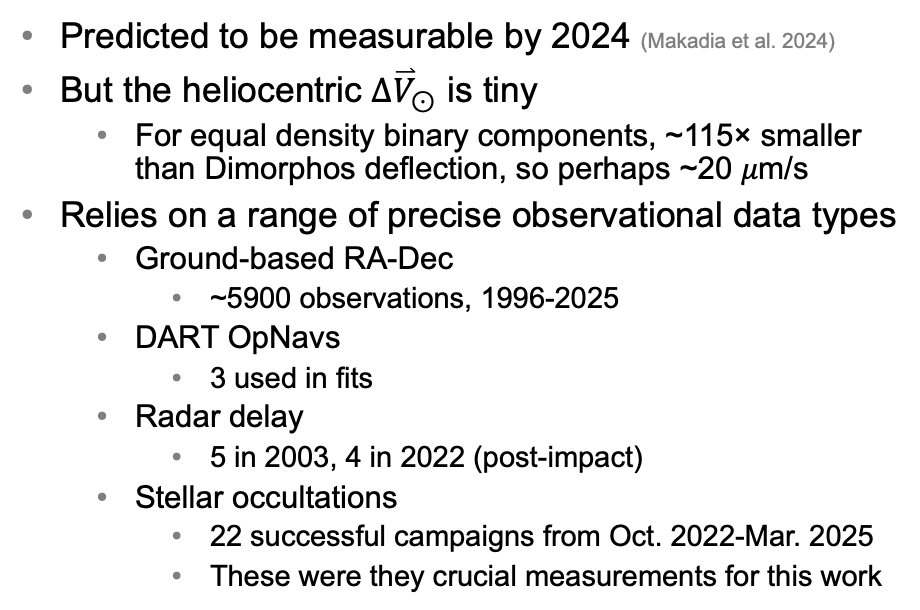 • Predicted to be measurable by 2024 (Makadia et al. 2024)
• But the heliocentric ΔV⃗☉ is tiny
• For equal density binary components, ~115× smaller
than Dimorphos deflection, so perhaps ~20 𝜇m/s
• Relies on a range of precise observational data types
• Ground-based RA-Dec
• ~5900 observations, 1996-2025
• DART OpNavs
• 3 used in fits
• Radar delay
• 5 in 2003, 4 in 2022 (post-impact)
• Stellar occultations
• 22 successful campaigns from Oct. 2022-Mar. 2025
• These were they crucial measurements for this work